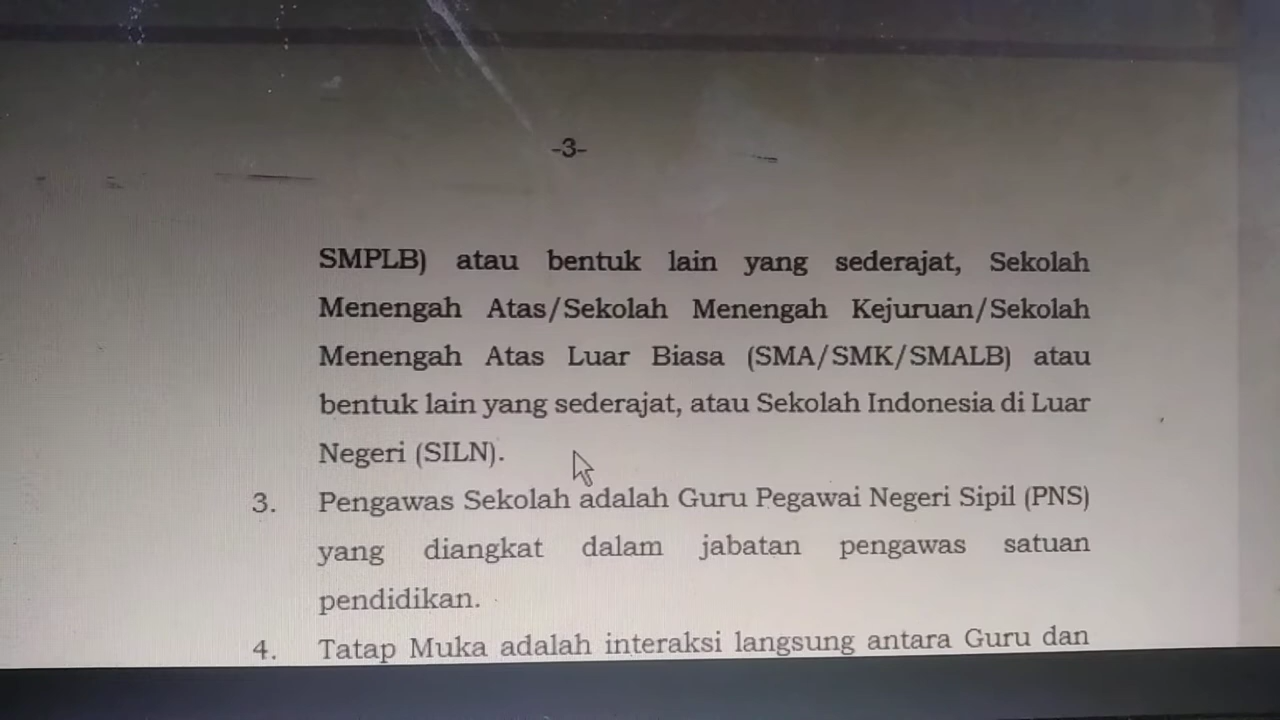 -3-
SMPLB) atau bentuk lain yang sederajat, Sekolah
Menengah Atas/Sekolah Menengah Kejuruan/Sekolah
Menengah Atas Luar Biasa (SMA/SMK/SMALB) atau
bentuk lain yang sederajat, atau Sekolah Indonesia di Luar
Negeri (SILN).
3. Pengawas Sekolah adalah Guru Pegawai Negeri Sipil (PNS)
yang diangkat dalam jabatan pengawas satuan
pendidikan.
4. Tatap Muka adalah interaksi langsung antara Guru dan